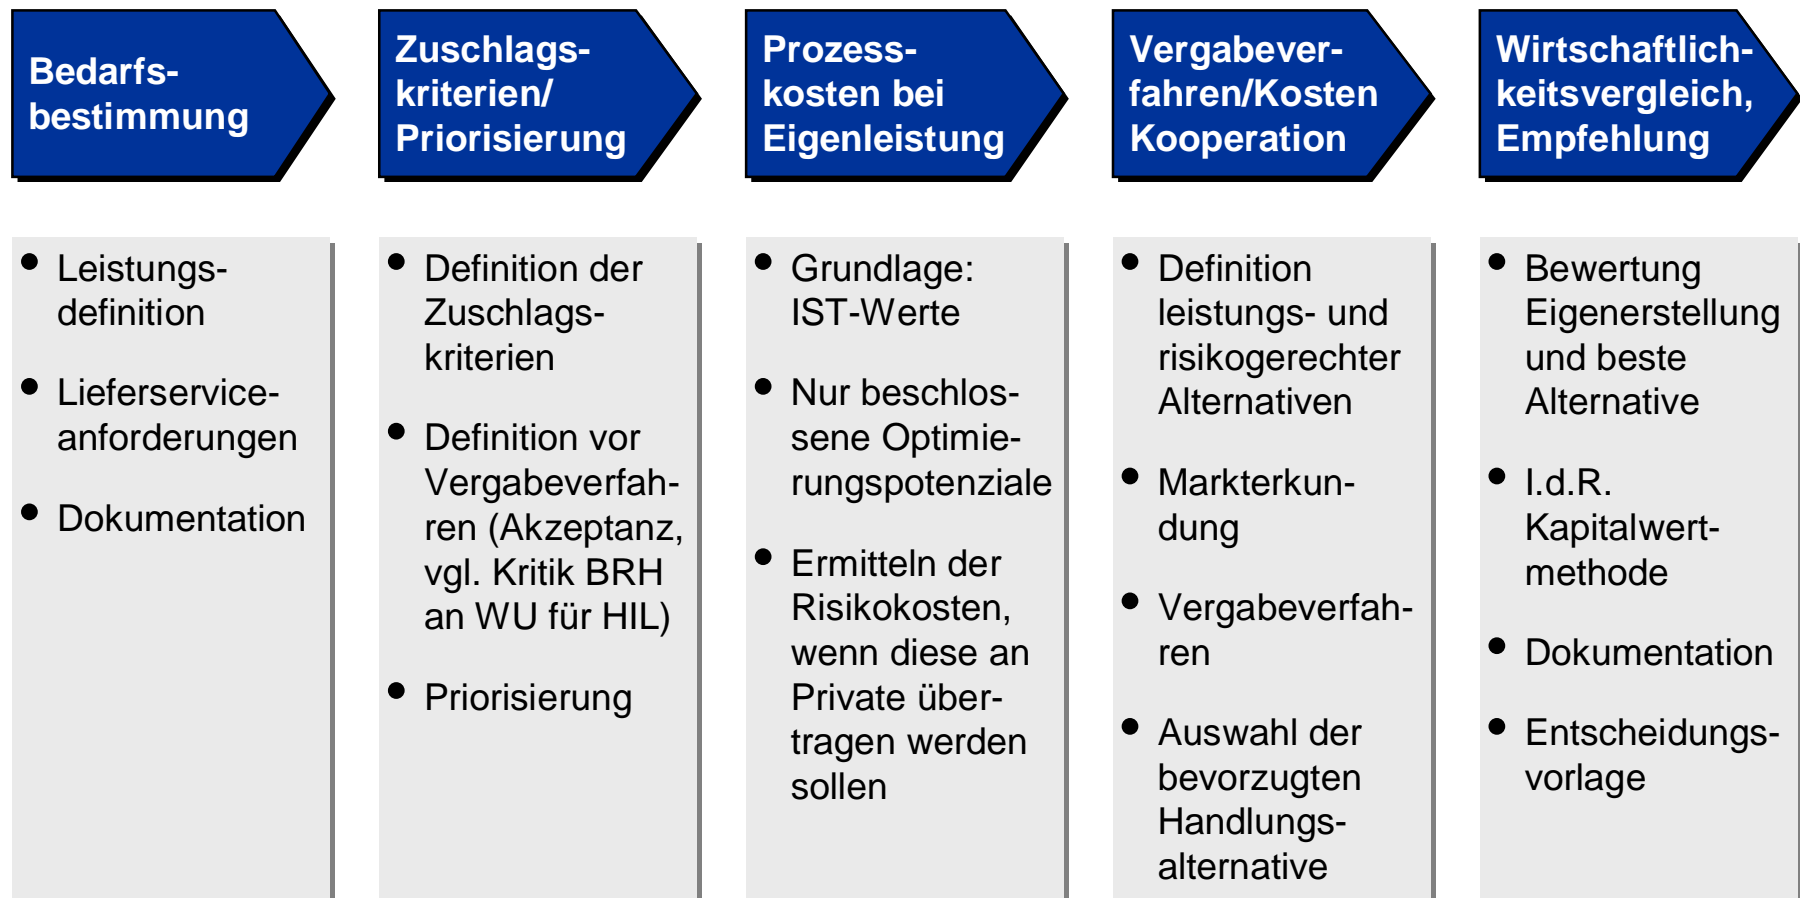 Bedarfs-
bestimmung
Zuschlags-
kriterien/
Priorisierung
Prozess-
kosten bei
Eigenleistung
Vergabever-
fahren/Kosten
Kooperation
Wirtschaftlich-
keitsvergleich,
Empfehlung
• Leistungs-
definition
• Lieferservice-
anforderungen
• Dokumentation
• Definition der
Zuschlags-
kriterien
• Definition vor
Vergabeverfah-
ren (Akzeptanz,
vgl. Kritik BRH
an WU für HIL)
• Priorisierung
• Grundlage:
IST-Werte
• Nur beschlos-
sene Optimie-
rungspotenziale
• Ermitteln der
Risikokosten,
wenn diese an
Private über-
tragen werden
sollen
• Definition
leistungs- und
risikogerechter
Alternativen
• Markterkun-
dung
• Vergabeverfah-
ren
• Auswahl der
bevorzugten
Handlungs-
alternative
• Bewertung
Eigenerstellung
und beste
Alternative
• I.d.R.
Kapitalwert-
methode
• Dokumentation
• Entscheidungs-
vorlage